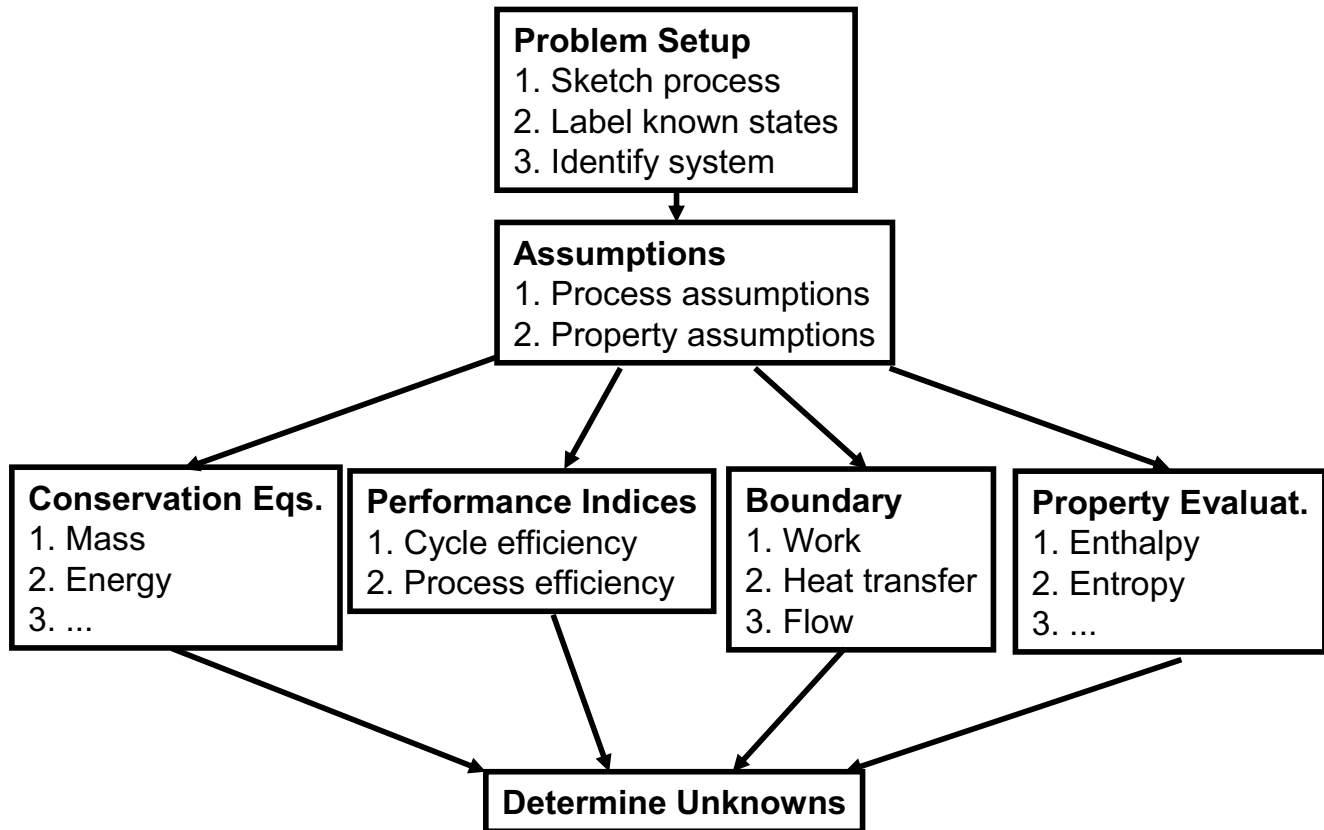 Problem Setup
1. Sketch process
2. Label known states
3. Identify system
Assumptions
1. Process assumptions
2. Property assumptions
Conservation Eqs.
1. Mass
2. Energy
3. ...
Performance Indices
1. Cycle efficiency
2. Process efficiency
Boundary
1. Work
2. Heat transfer
3. Flow
Property Evaluat.
1. Enthalpy
2. Entropy
3. ...
Determine Unknowns